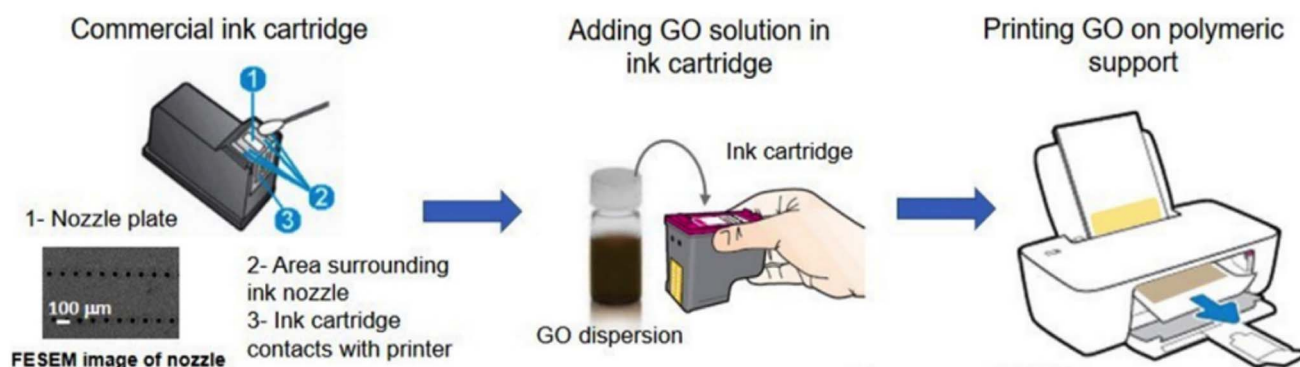 Commercial ink cartridge
1
2
3
1- Nozzle plate
100 µm
FESEM image of nozzle
2- Area surrounding
ink nozzle
3- Ink cartridge
contacts with printer
Adding GO solution in
ink cartridge
Ink cartridge
GO dispersion
Printing GO on polymeric
support